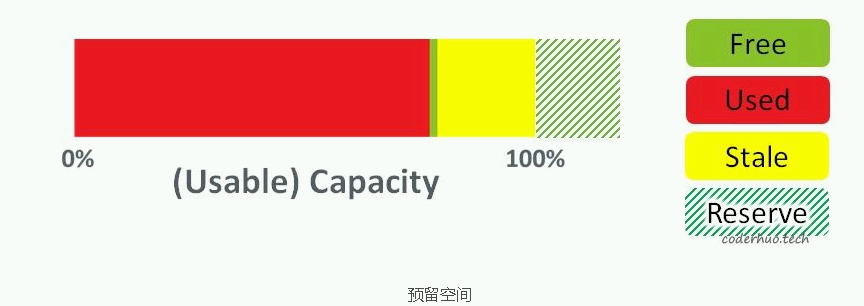 Free
Used
0%
100%
Stale
(Usable) Capacity
Reserve
coderhuo.tech
预留空间